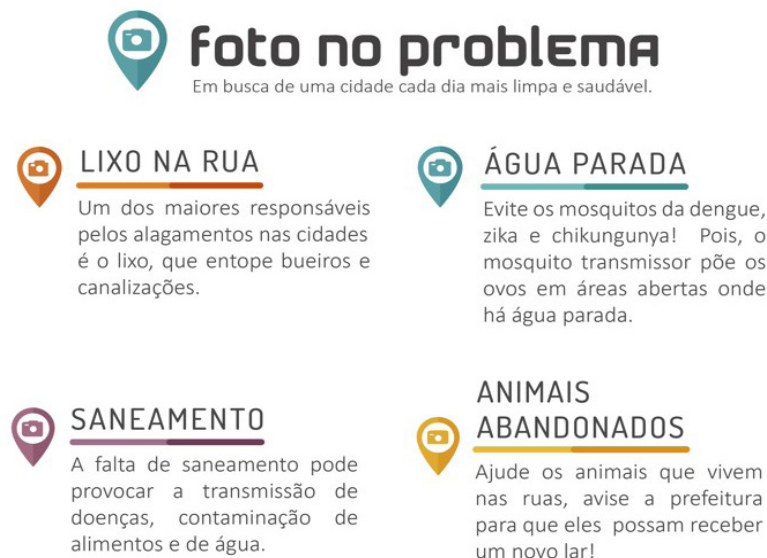 foto no problema
Em busca de uma cidade cada dia mais limpa e saudável.
LIXO NA RUA
Um dos maiores responsáveis
pelos alagamentos nas cidades
é o lixo, que entope bueiros e
canalizações.
ÁGUA PARADA
Evite os mosquitos da dengue,
zika e chikungunya! Pois, o
mosquito transmissor põe os
ovos em áreas abertas onde
há água parada.
SANEAMENTO
A falta de saneamento pode
provocar a transmissão de
doenças, contaminação de
alimentos e de água.
ANIMAIS
ABANDONADOS
Ajude os animais que vivem
nas ruas, avise a prefeitura
para que eles possam receber
um novo lar!